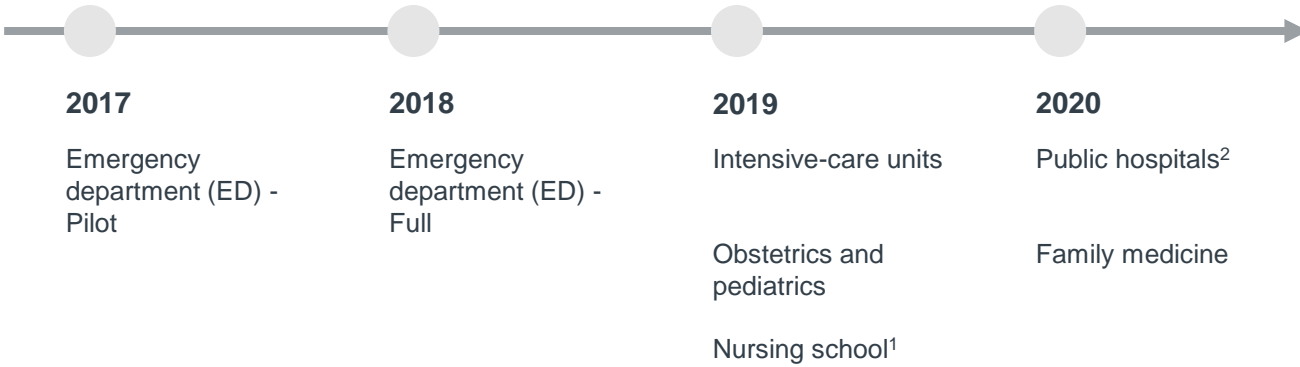 2017
Emergency
department (ED) -
Pilot
2018
Emergency
department (ED) -
Full
2019
Intensive-care units
Obstetrics and
pediatrics
Nursing school¹
2020
Public hospitals²
Family medicine